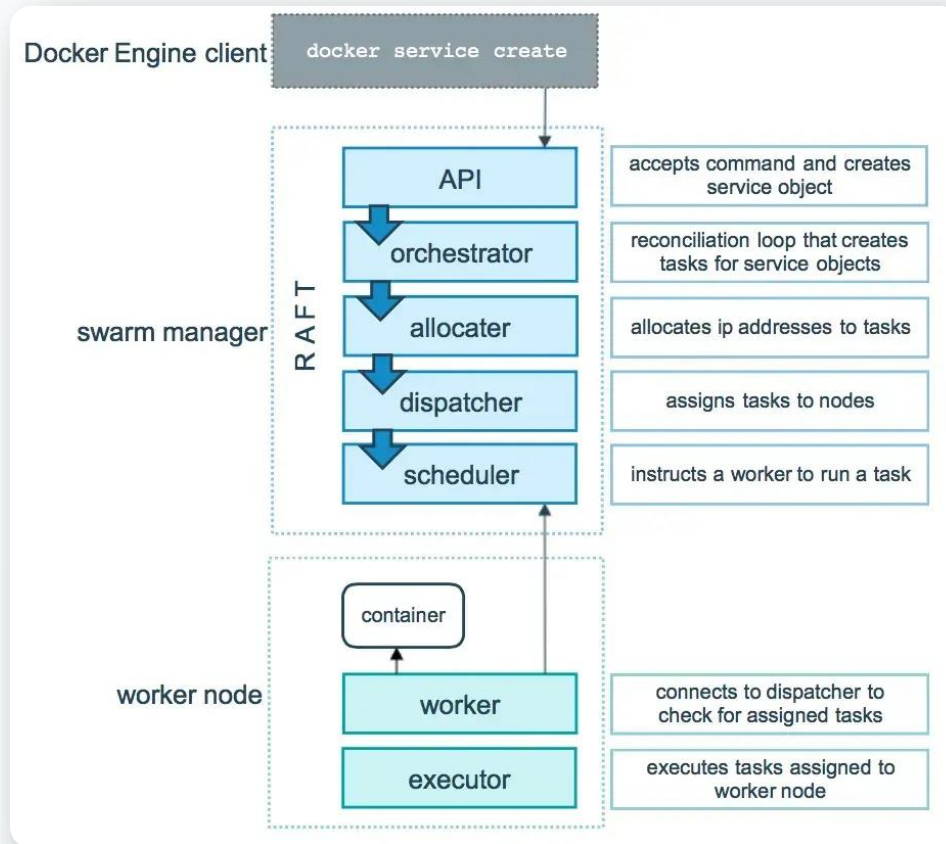 Docker Engine client
docker service create
API
accepts command and creates
service object
orchestrator
reconciliation loop that creates
tasks for service objects
swarm manager
RAFT
allocater
allocates ip addresses to tasks
dispatcher
assigns tasks to nodes
scheduler
instructs a worker to run a task
container
worker node
worker
connects to dispatcher to
check for assigned tasks
executor
executes tasks assigned to
worker node